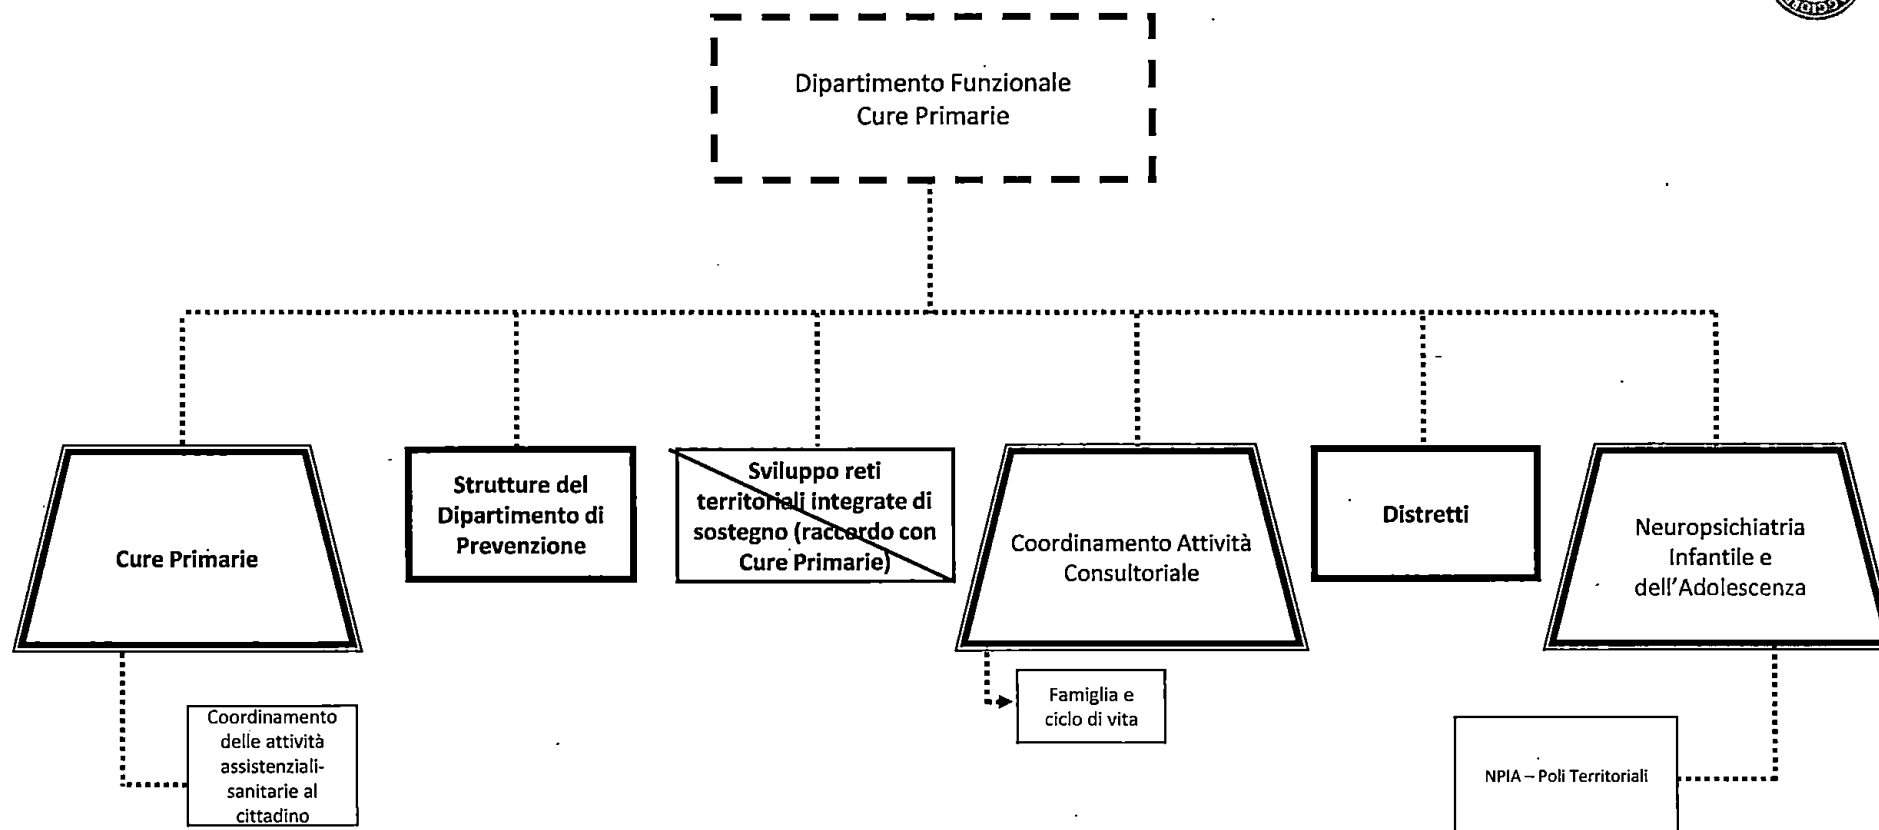 Dipartimento Funzionale
Cure Primarie
Cure Primarie
Strutture del
Dipartimento di
Prevenzione
Sviluppo reti
territoriali integrate di
sostegno (raccordo con
Cure Primarie)
Coordinamento Attività
Consultoriale
Distretti
Neuropsichiatria
Infantile e
dell'Adolescenza
Coordinamento
delle attività
assistenziali-
sanitarie al
cittadino
Famiglia e
ciclo di vita
NPIA – Poli Territoriali